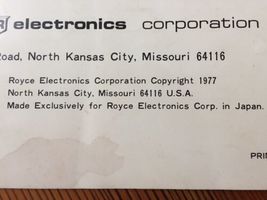 electronics corporation
Road, North Kansas City, Missouri 64116
Royce Electronics Corporation Copyright 1977
North Kansas City, Missouri 64116 U.S.A.
Made Exclusively for Royce Electronics Corp. in Japan.
PRI